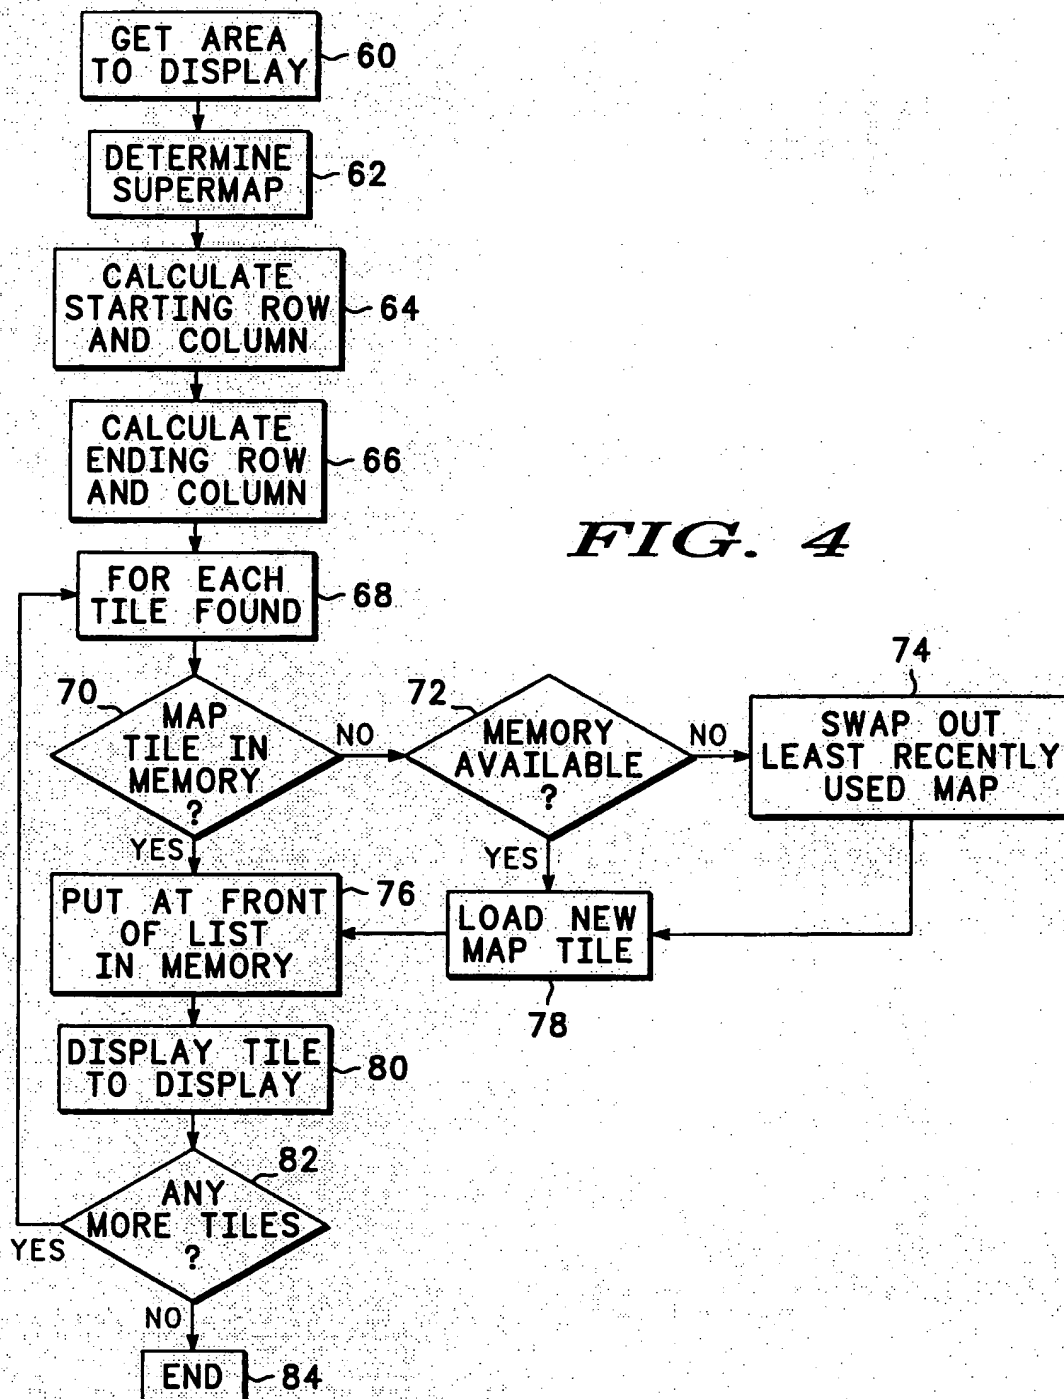 GET AREA
TO DISPLAY
60
DETERMINE
SUPERMAP
62
CALCULATE
STARTING ROW
AND COLUMN
64
CALCULATE
ENDING ROW
AND COLUMN
66
FIG. 4
FOR EACH
TILE FOUND
68
70
MAP
TILE IN
MEMORY
?
NO
YES
72
MEMORY
AVAILABLE
?
NO
YES
74
SWAP OUT
LEAST RECENTLY
USED MAP
PUT AT FRONT
OF LIST
IN MEMORY
76
LOAD NEW
MAP TILE
78
DISPLAY TILE
TO DISPLAY
80
82
ANY
MORE TILES
?
YES
NO
END
84